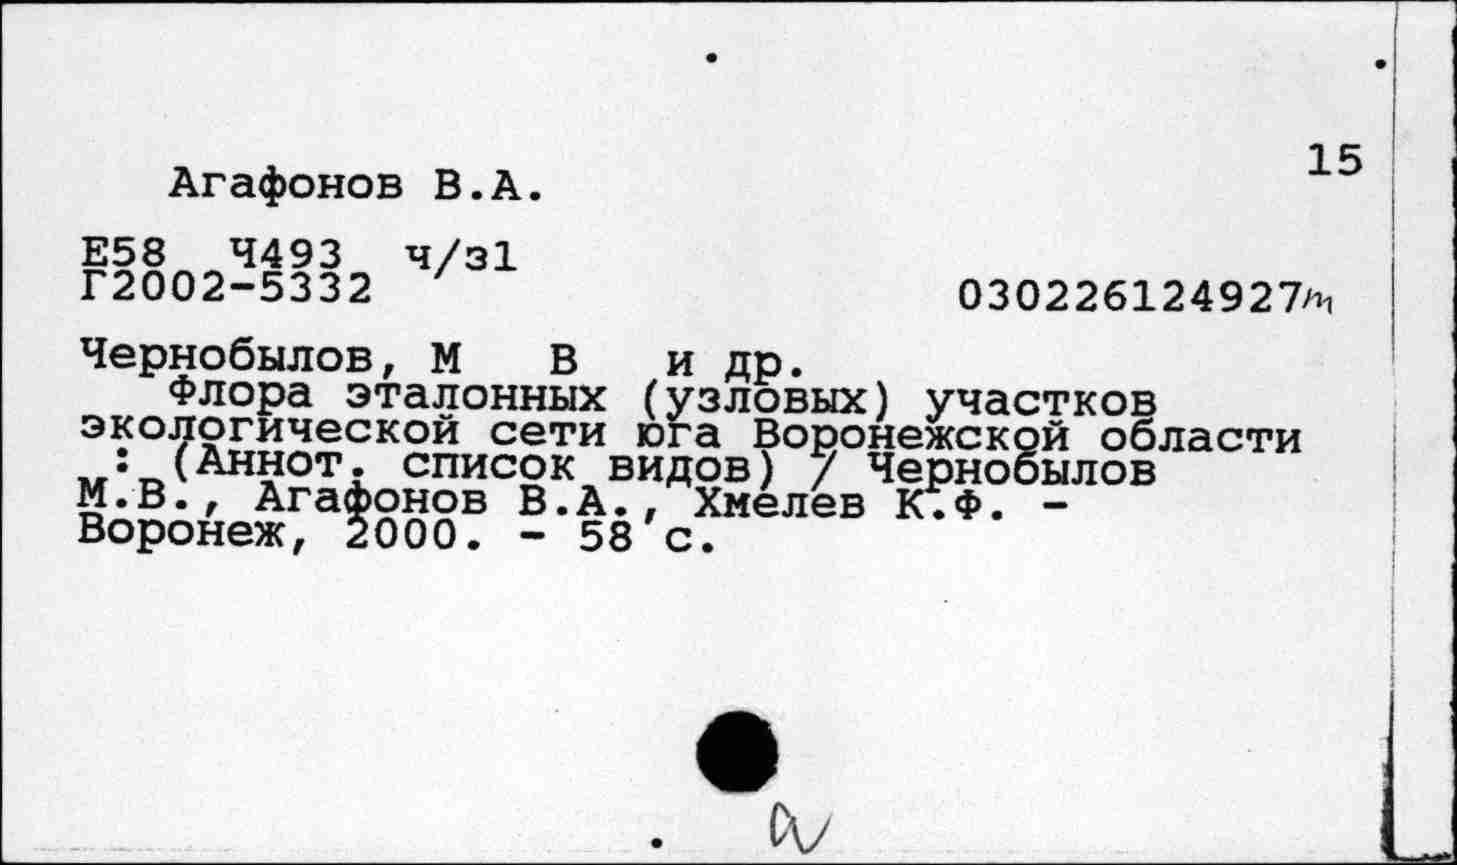 15
Агафонов В.А.
Е58 Ч493 ч/з1
Г2002-5332
030226124927
Чернобылов, М В и др.
Флора эталонных (узловых) участков
экологической сети юга Воронежской области
: (Аннот. список видов) / Чернобылов
М.В., Агафонов В.А., Хмелев К.Ф. -
Воронеж, 2000. - 58 с.